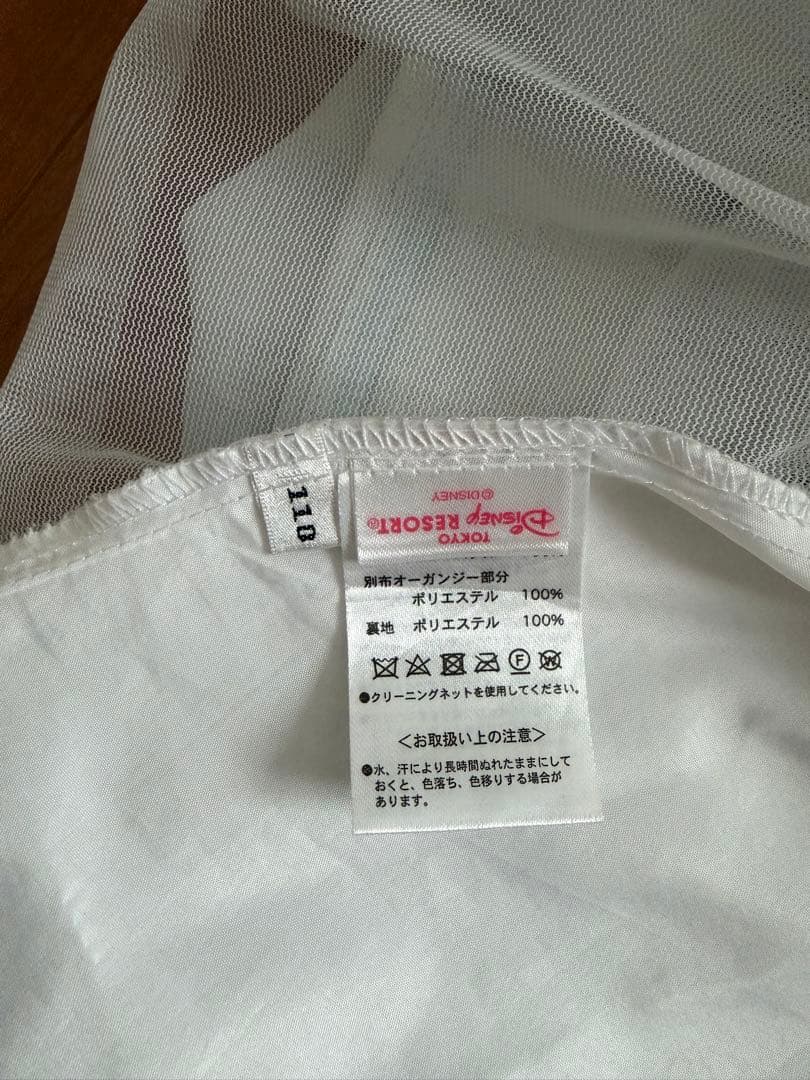 110
TOKYO
DISNEY RESORT®
©DISNEY
別布オーガンジー部分
ポリエステル 100%
裏地 ポリエステル 100%
F
W
●クリーニングネットを使用してください。
<お取扱い上の注意>
●水、汗により長時間ぬれたままにして
おくと、色落ち、色移りする場合が
あります。